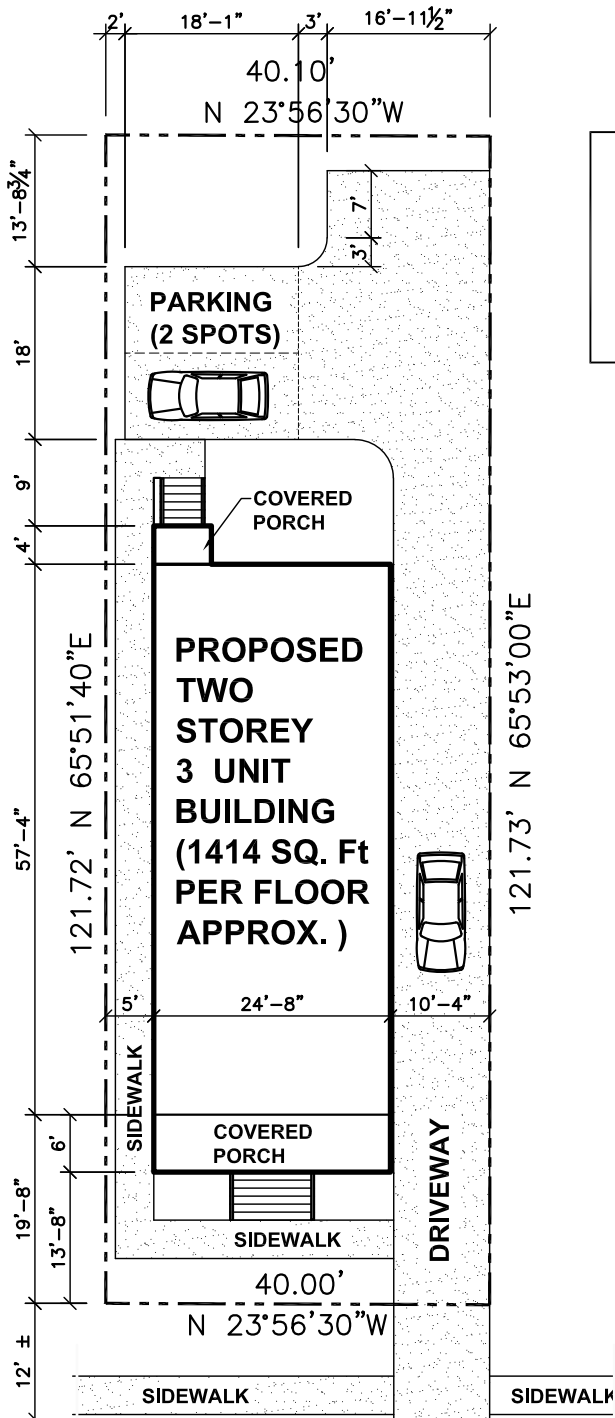 2' 18'-1" 3' 16'-11½"
40.10'
N 23°56'30"W
13'-8¾"
7'
3'
PARKING
(2 SPOTS)
18'
9'
COVERED
PORCH
4'
PROPOSED
TWO
STOREY
3 UNIT
BUILDING
(1414 SQ. Ft
PER FLOOR
APPROX. )
57'-4"
121.72' N 65°51'40"E
121.73' N 65°53'00"E
5' 24'-8" 10'-4"
SIDEWALK
COVERED
PORCH
6'
19'-8"
13'-8"
DRIVEWAY
SIDEWALK
40.00'
N 23°56'30"W
12' ±
SIDEWALK SIDEWALK